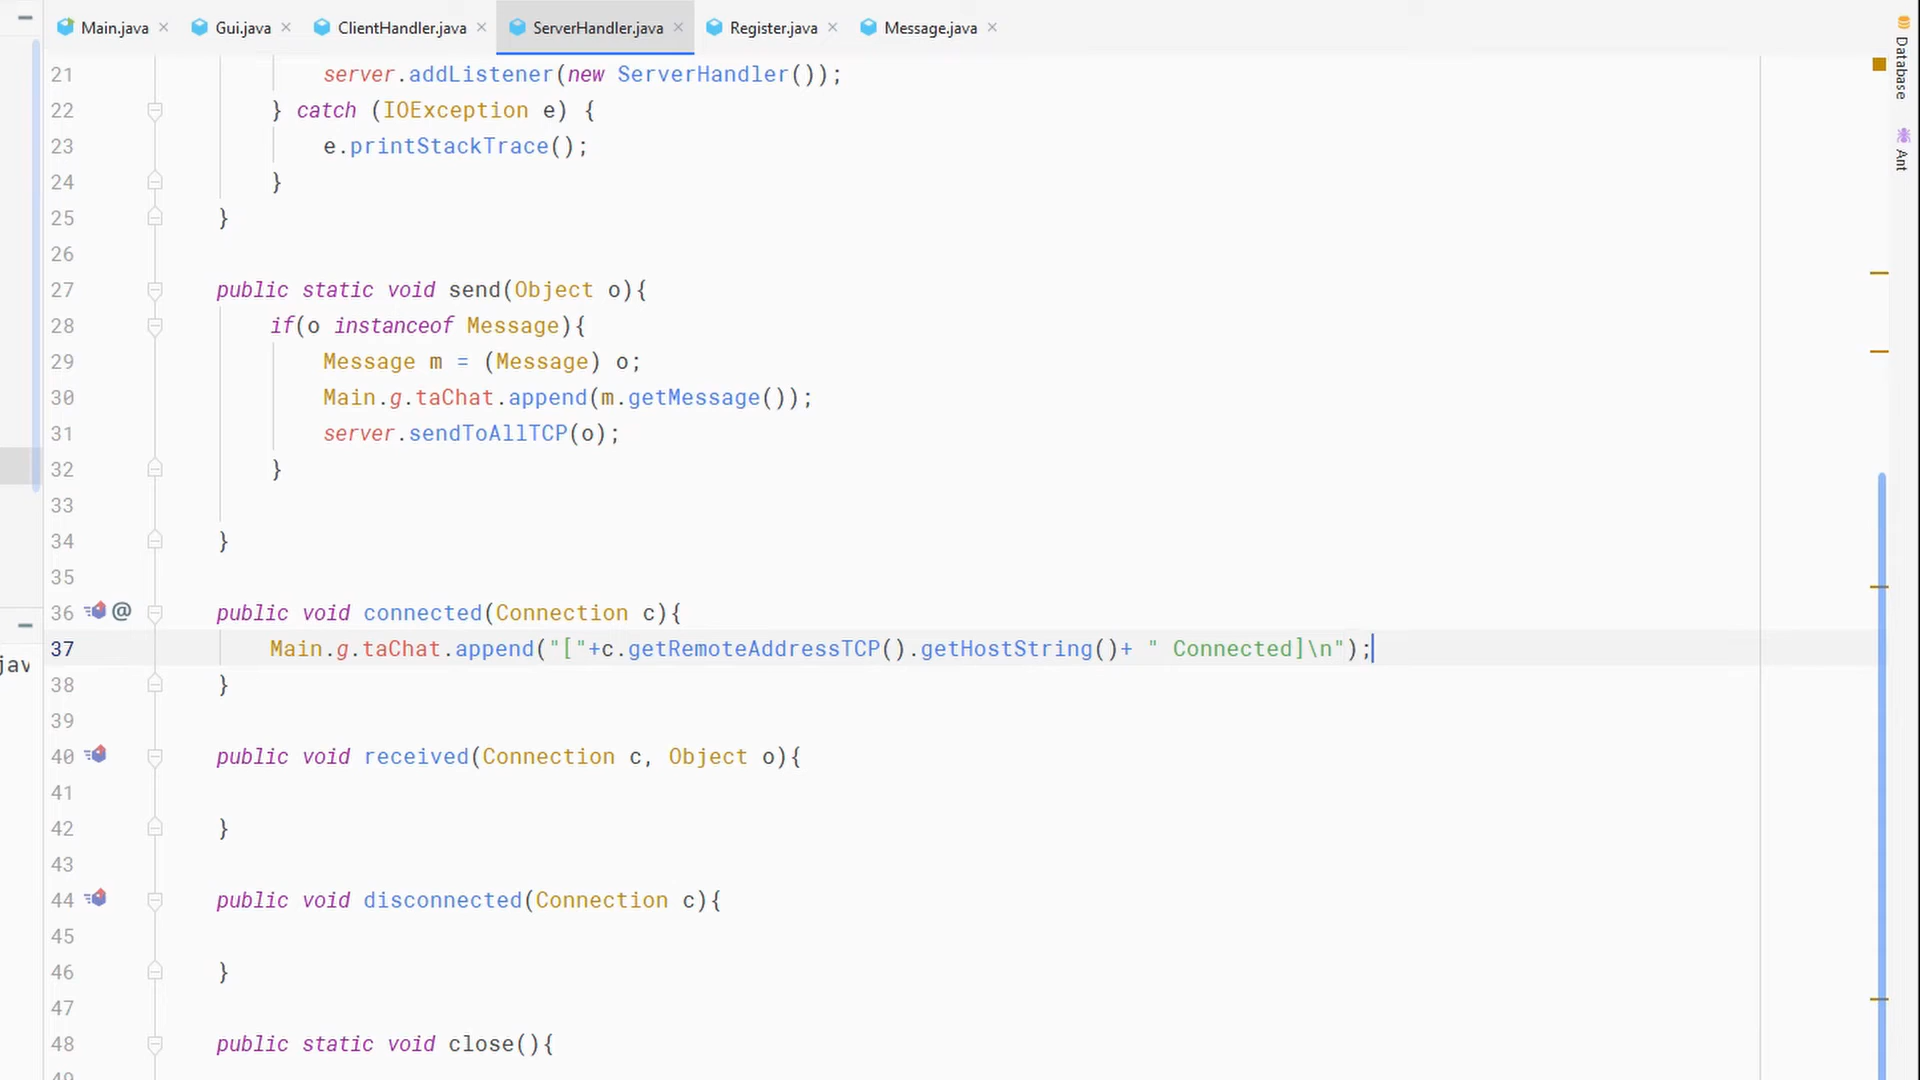 Main.java Gui.java ClientHandler.java ServerHandler.java Register.java Message.java
Database
Ant
jav
21 server.addListener(new ServerHandler());
22 } catch (IOException e) {
23 e.printStackTrace();
24 }
25 }
26
27 public static void send(Object o){
28 if(o instanceof Message){
29 Message m = (Message) o;
30 Main.g.taChat.append(m.getMessage());
31 server.sendToAllTCP(o);
32 }
33
34 }
35
36 @ public void connected(Connection c){
37 Main.g.taChat.append("["+c.getRemoteAddressTCP().getHostString()+ " Connected]\n");
38 }
39
40 public void received(Connection c, Object o){
41
42 }
43
44 public void disconnected(Connection c){
45
46 }
47
48 public static void close(){
49